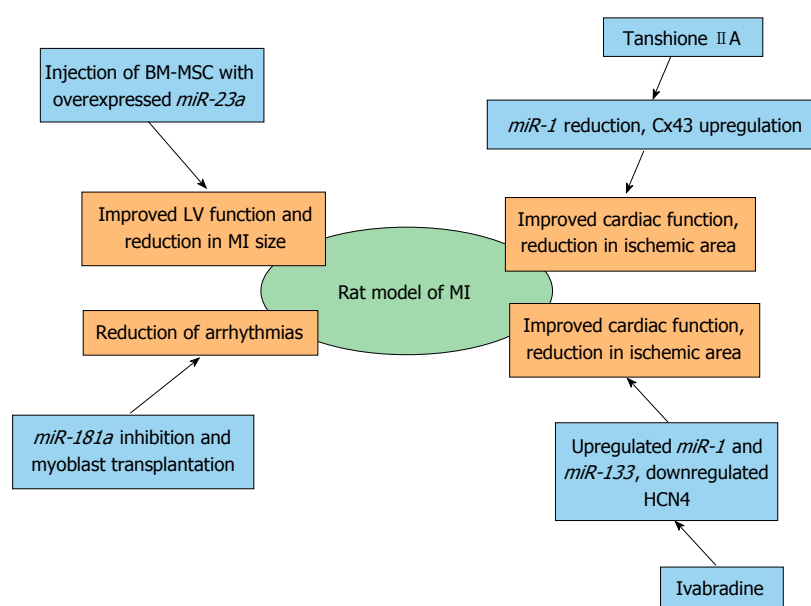 Tanshione ⅡA
Injection of BM-MSC with
overexpressed miR-23a
miR-1 reduction, Cx43 upregulation
Improved LV function and
reduction in MI size
Improved cardiac function,
reduction in ischemic area
Rat model of MI
Reduction of arrhythmias
Improved cardiac function,
reduction in ischemic area
miR-181a inhibition and
myoblast transplantation
Upregulated miR-1 and
miR-133, downregulated
HCN4
Ivabradine